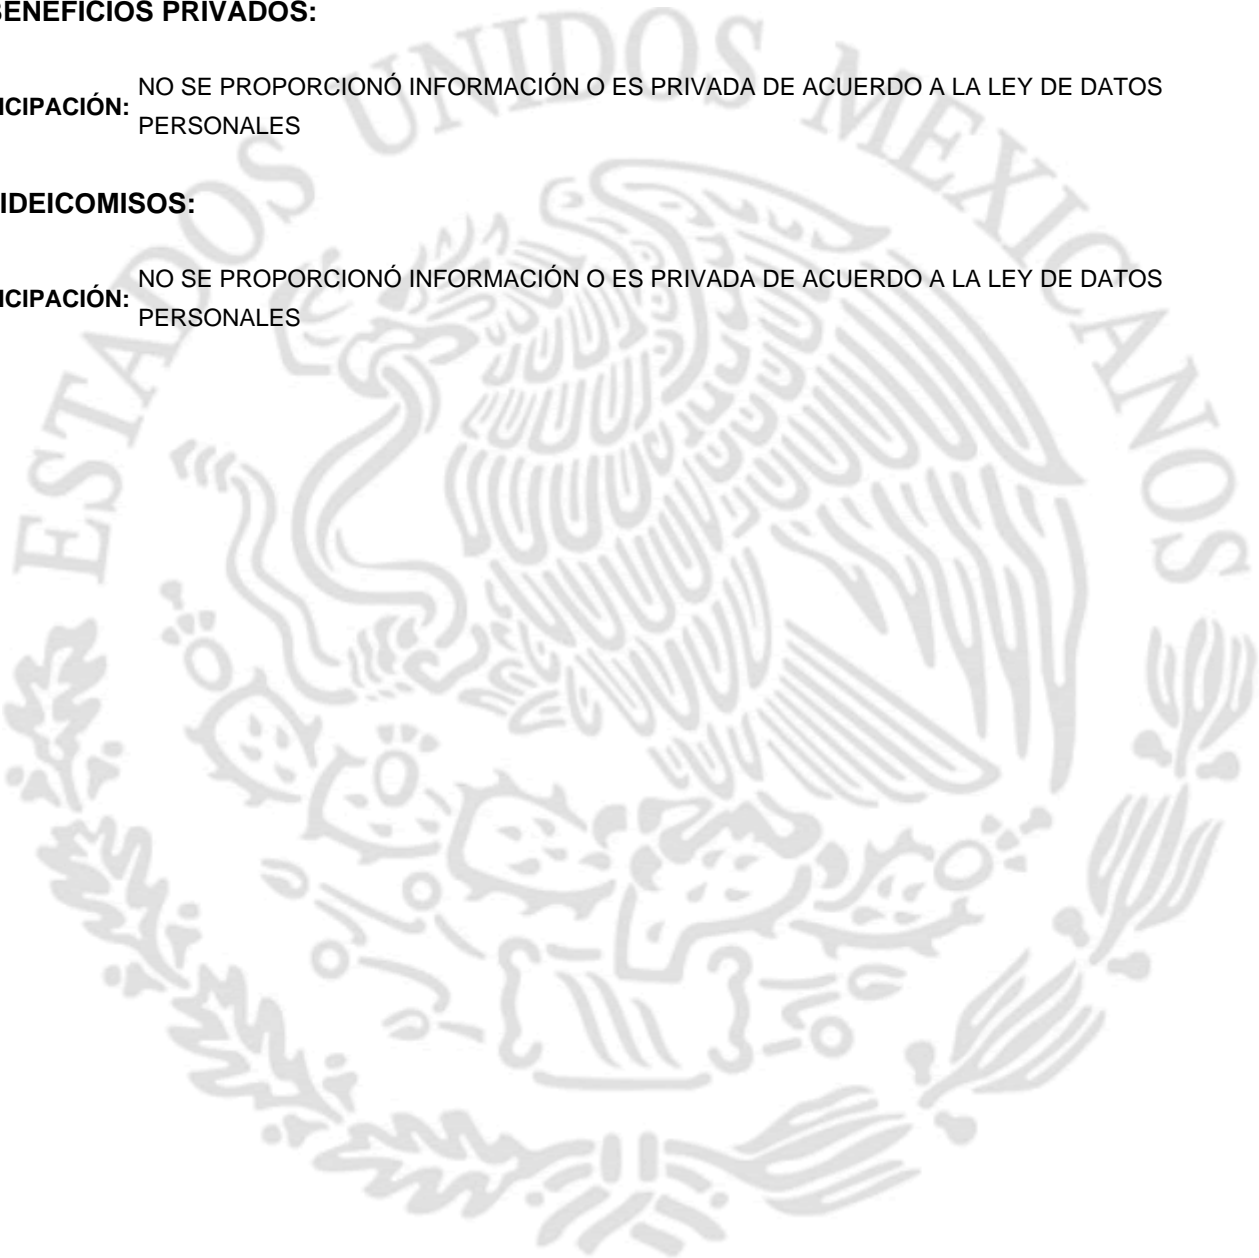 BENEFICIOS PRIVADOS:
NO SE PROPORCIONÓ INFORMACIÓN O ES PRIVADA DE ACUERDO A LA LEY DE DATOS
ICIPACIÓN:
PERSONALES
IDEICOMISOS:
NO SE PROPORCIONÓ INFORMACIÓN O ES PRIVADA DE ACUERDO A LA LEY DE DATOS
ICIPACIÓN:
PERSONALES
ESTADOS UNIDOS MEXICANOS